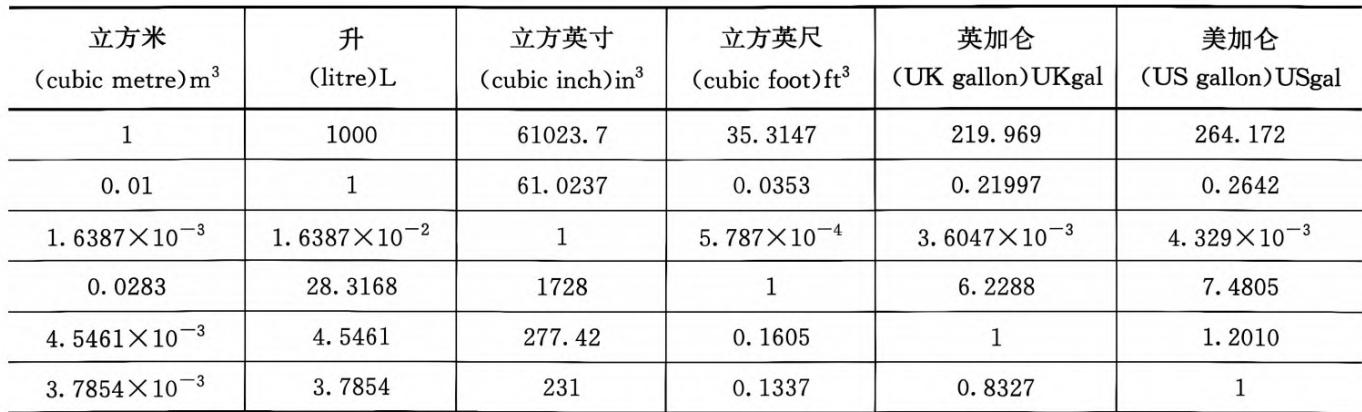 立方米 升 立方英寸 立方英尺 英加仑 美加仑
(cubic metre)m³ (litre)L (cubic inch)in³ (cubic foot)ft³ (UK gallon)UKgal (US gallon)USgal
1 1000 61023.7 35.3147 219.969 264.172
0.01 1 61.0237 0.0353 0.21997 0.2642
1.6387×10⁻³ 1.6387×10⁻² 1 5.787×10⁻⁴ 3.6047×10⁻³ 4.329×10⁻³
0.0283 28.3168 1728 1 6.2288 7.4805
4.5461×10⁻³ 4.5461 277.42 0.1605 1 1.2010
3.7854×10⁻³ 3.7854 231 0.1337 0.8327 1